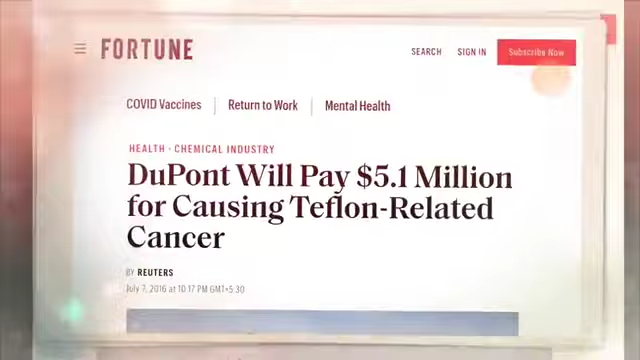 FORTUNE
SEARCH SIGN IN Subscribe Now
COVID Vaccines Return to Work Mental Health
HEALTH · CHEMICAL INDUSTRY
DuPont Will Pay $5.1 Million
for Causing Teflon-Related
Cancer
BY REUTERS
July 7, 2016 at 10:17 PM GMT+5:30